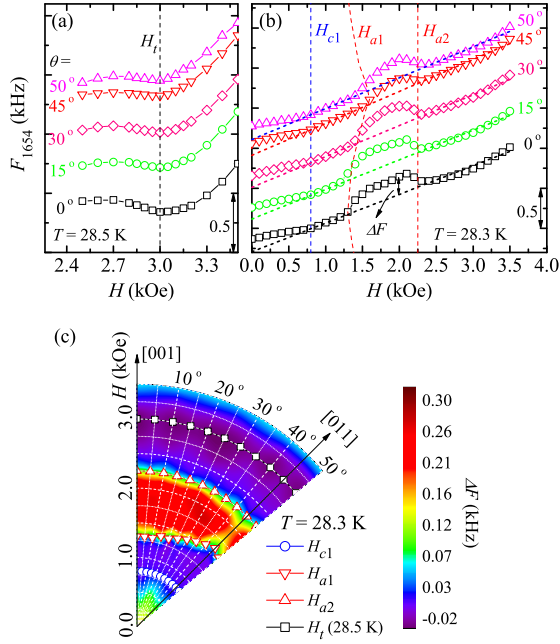 (a)
H_t
θ =
50 °
45 °
30 °
15 °
0 °
T = 28.5 K
0.5
F_1654 (kHz)
2.4 2.7 3.0 3.3
H (kOe)
(b)
H_c1 H_a1 H_a2
50 °
45 °
30 °
15 °
0 °
0.5
ΔF
T = 28.3 K
0.0 0.5 1.0 1.5 2.0 2.5 3.0 3.5 4.0
H (kOe)
(c)
H (kOe)
[001]
10 °
20 °
30 °
40 °
50 °
[011]
3.0
2.0
1.0
0.0
T = 28.3 K
H_c1
H_a1
H_a2
H_t (28.5 K)
0.30
0.26
0.21
0.16
0.12
0.07
0.02
-0.02
ΔF (kHz)